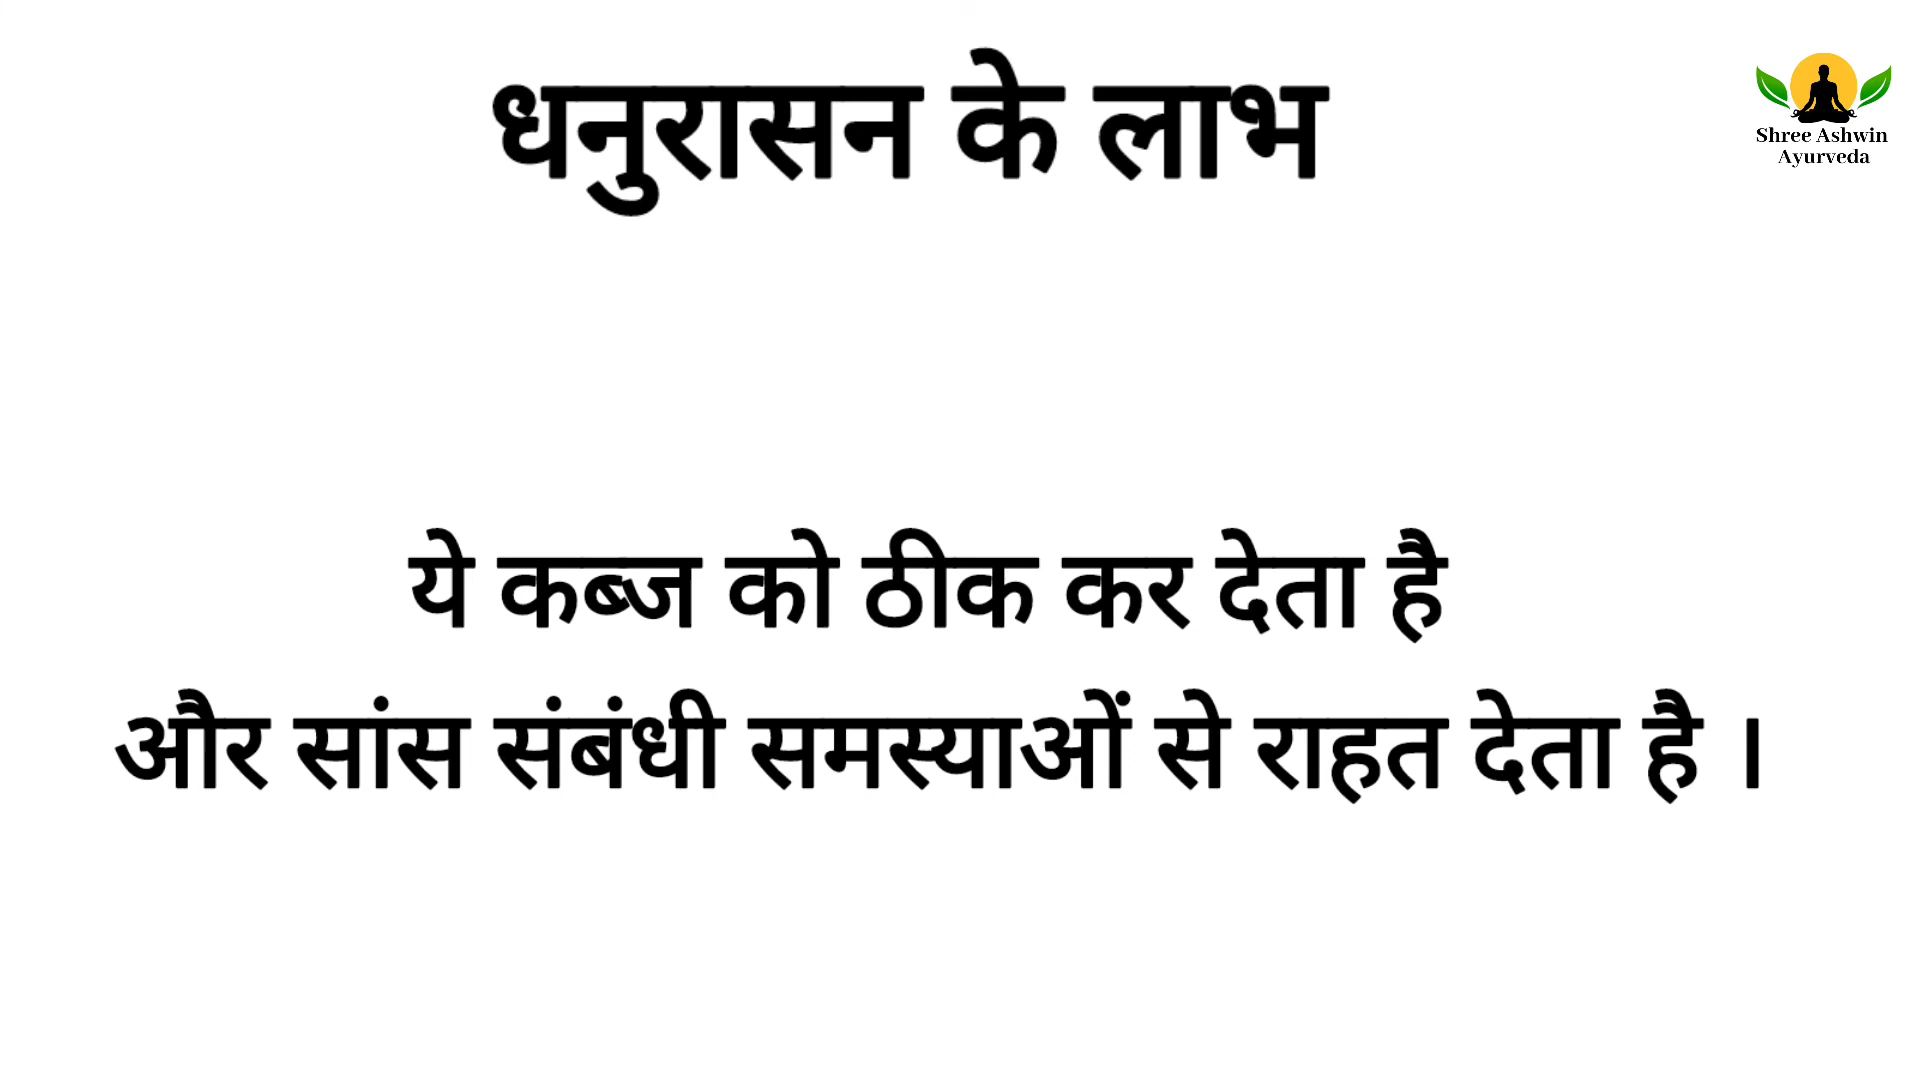 धनुरासन के लाभ
Shree Ashwin
Ayurveda
ये कब्ज को ठीक कर देता है
और सांस संबंधी समस्याओं से राहत देता है ।